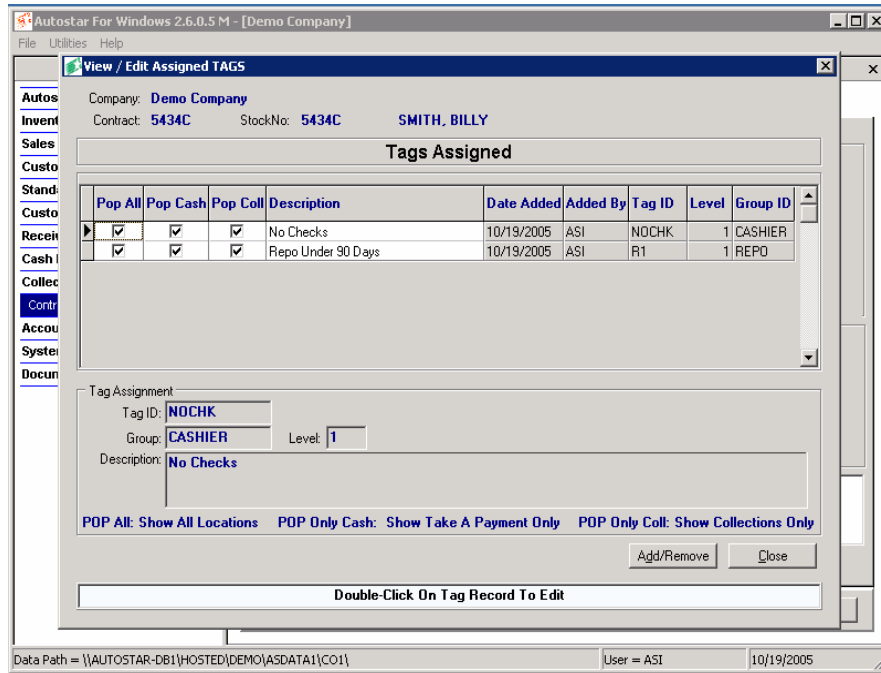 Autostar For Windows 2.6.0.5 M - [Demo Company]
File Utilities Help
View / Edit Assigned TAGS
Autos
Invent
Sales
Custo
Stand
Custo
Receiv
Cash
Collec
Contr
Accou
System
Docun
Company: Demo Company
Contract: 5434C StockNo: 5434C SMITH, BILLY
Tags Assigned
Pop All Pop Cash Pop Coll Description Date Added Added By Tag ID Level Group ID
No Checks 10/19/2005 ASI NOCHK 1 CASHIER
Repo Under 90 Days 10/19/2005 ASI R1 1 REPO
Tag Assignment
Tag ID: NOCHK
Group: CASHIER Level: 1
Description: No Checks
POP All: Show All Locations POP Only Cash: Show Take A Payment Only POP Only Coll: Show Collections Only
Add/Remove Close
Double-Click On Tag Record To Edit
Data Path = \\AUTOSTAR-DB1\HOSTED\DEMO\ASDATA1\CO1\ User = ASI 10/19/2005